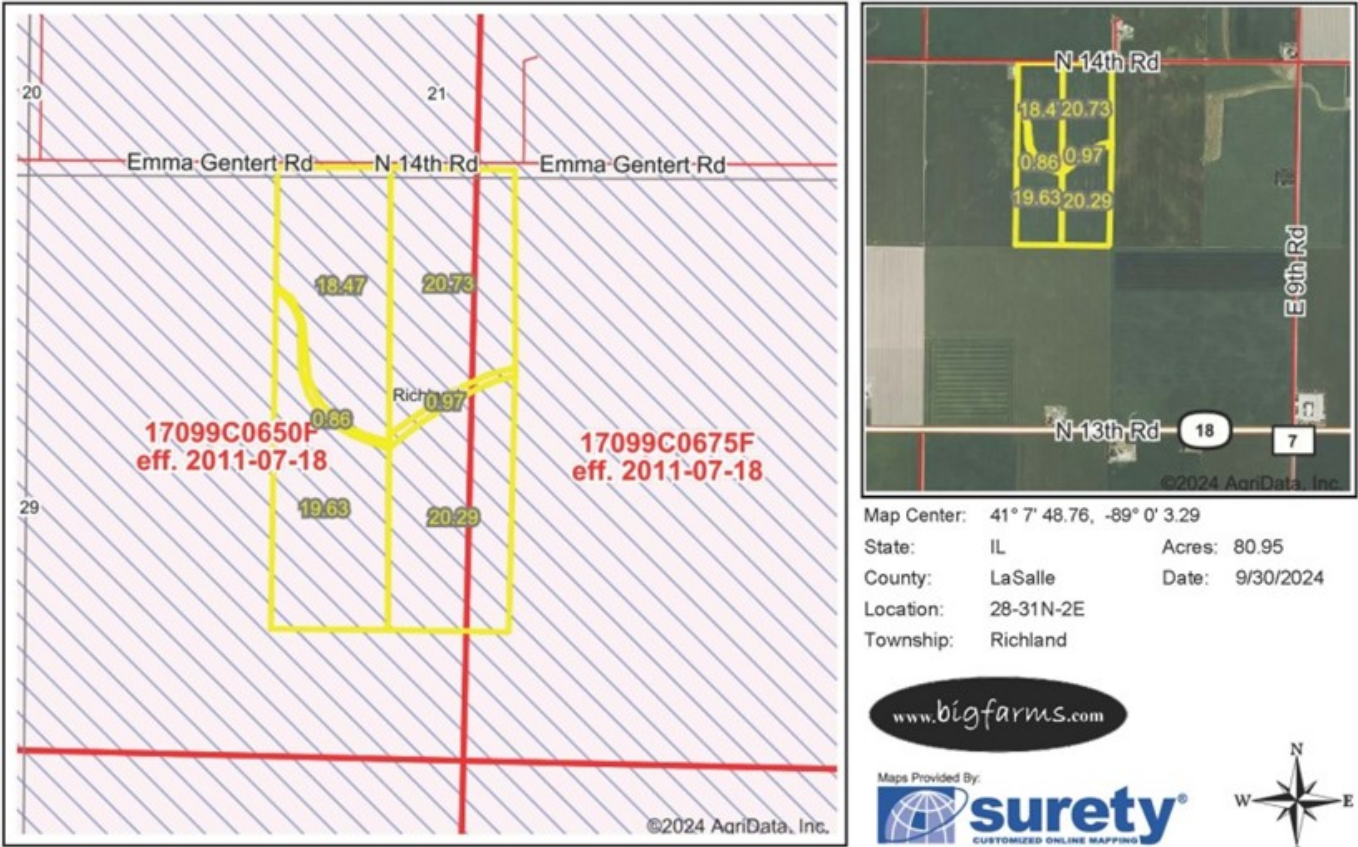 20
21
Emma Gentert Rd
N 14th Rd
Emma Gentert Rd
18.47
20.73
0.86
0.97
17099C0650F
eff. 2011-07-18
17099C0675F
eff. 2011-07-18
29
19.63
20.29
©2024 AgriData, Inc.
N 14th Rd
18.4
20.73
0.86
0.97
19.63
20.29
E 9th Rd
N 13th Rd
18
7
©2024 AgriData, Inc.
Map Center: 41° 7' 48.76, -89° 0' 3.29
State: IL
Acres: 80.95
County: LaSalle
Date: 9/30/2024
Location: 28-31N-2E
Township: Richland
www.bigfarms.com
Maps Provided By:
surety®
CUSTOMIZED ONLINE MAPPING
N
W
E